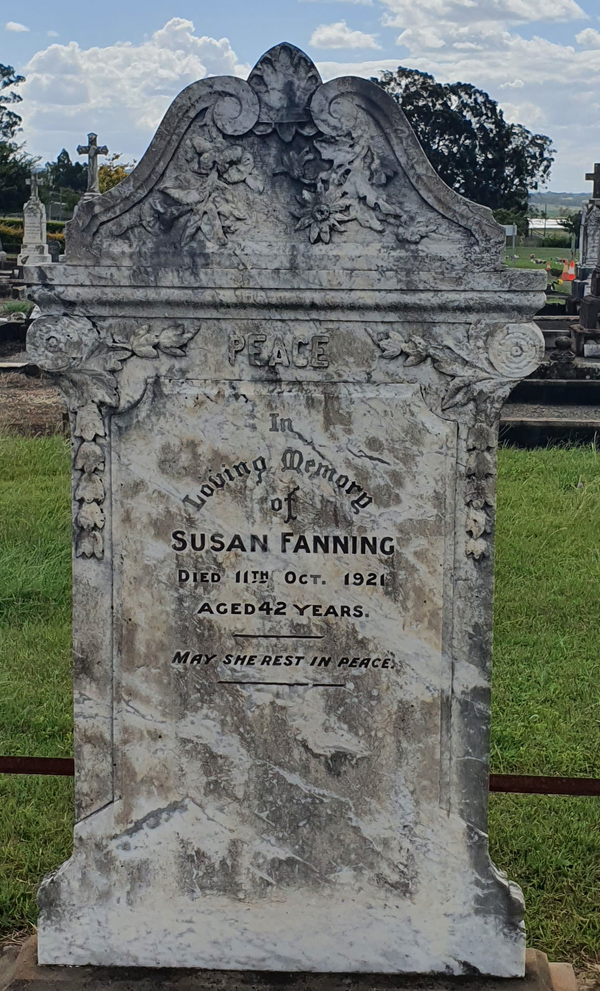 PEACE
In
Loving Memory
of
SUSAN FANNING
DIED 11TH OCT. 1921
AGED 42 YEARS.
MAY SHE REST IN PEACE.